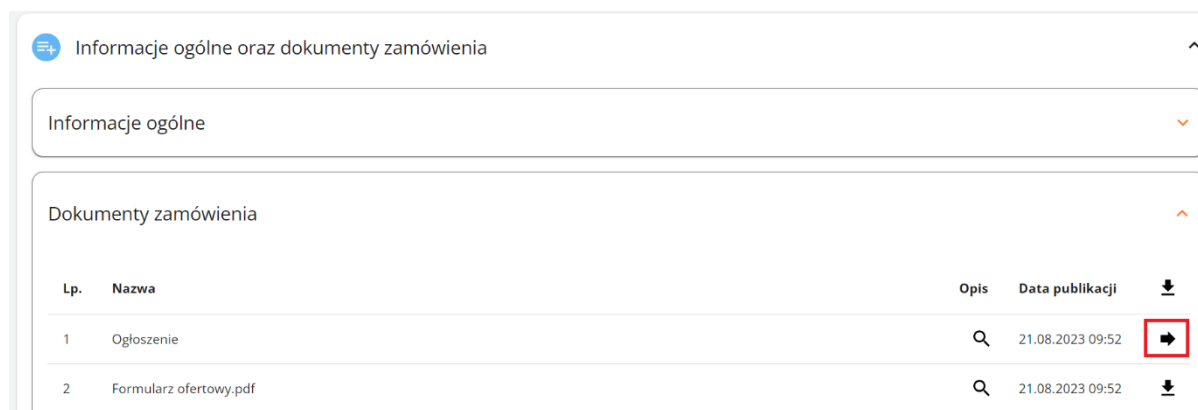 Informacje ogólne oraz dokumenty zamówienia
Informacje ogólne
Dokumenty zamówienia
Lp. Nazwa Opis Data publikacji
1 Ogłoszenie 21.08.2023 09:52
2 Formularz ofertowy.pdf 21.08.2023 09:52